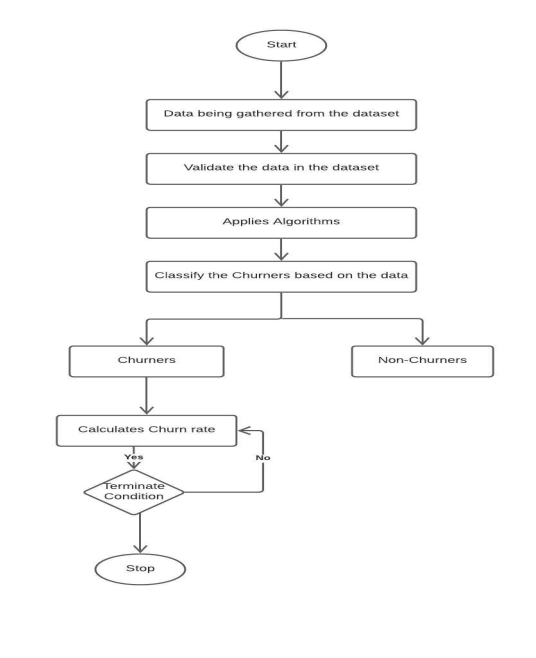 Start
Data being gathered from the dataset
Validate the data in the dataset
Applies Algorithms
Classify the Churners based on the data
Churners
Non-Churners
Calculates Churn rate
Yes
No
Terminate
Condition
Stop